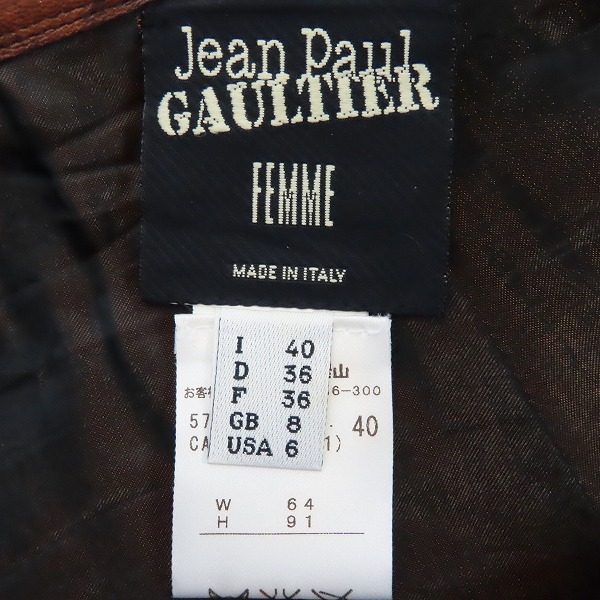 Jean Paul
GAULTIER
FEMME
MADE IN ITALY
I 40
D 36
F 36
GB 8
USA 6
山
お客様 6-300
57 40
CA 1)
W 64
H 91